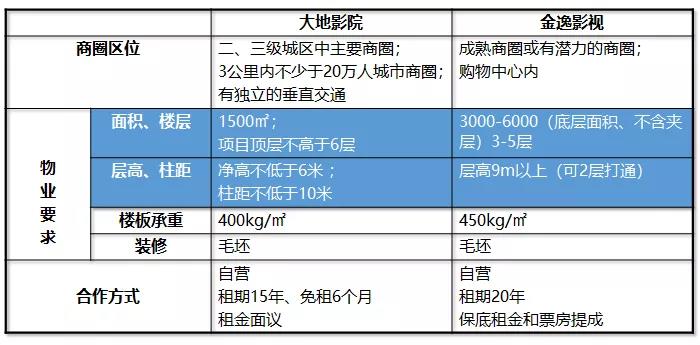 大地影院
金逸影视
商圈区位
二、三级城区中主要商圈；
3公里内不少于20万人城市商圈；
有独立的垂直交通
成熟商圈或有潜力的商圈；
购物中心内
物业要求
面积、楼层
1500㎡；
项目顶层不高于6层
3000-6000（底层面积、不含夹
层）3-5层
层高、柱距
净高不低于6米；
柱距不低于10米
层高9m以上（可2层打通）
楼板承重
400kg/㎡
450kg/㎡
装修
毛坯
毛坯
合作方式
自营
租期15年、免租6个月
租金面议
自营
租期20年
保底租金和票房提成